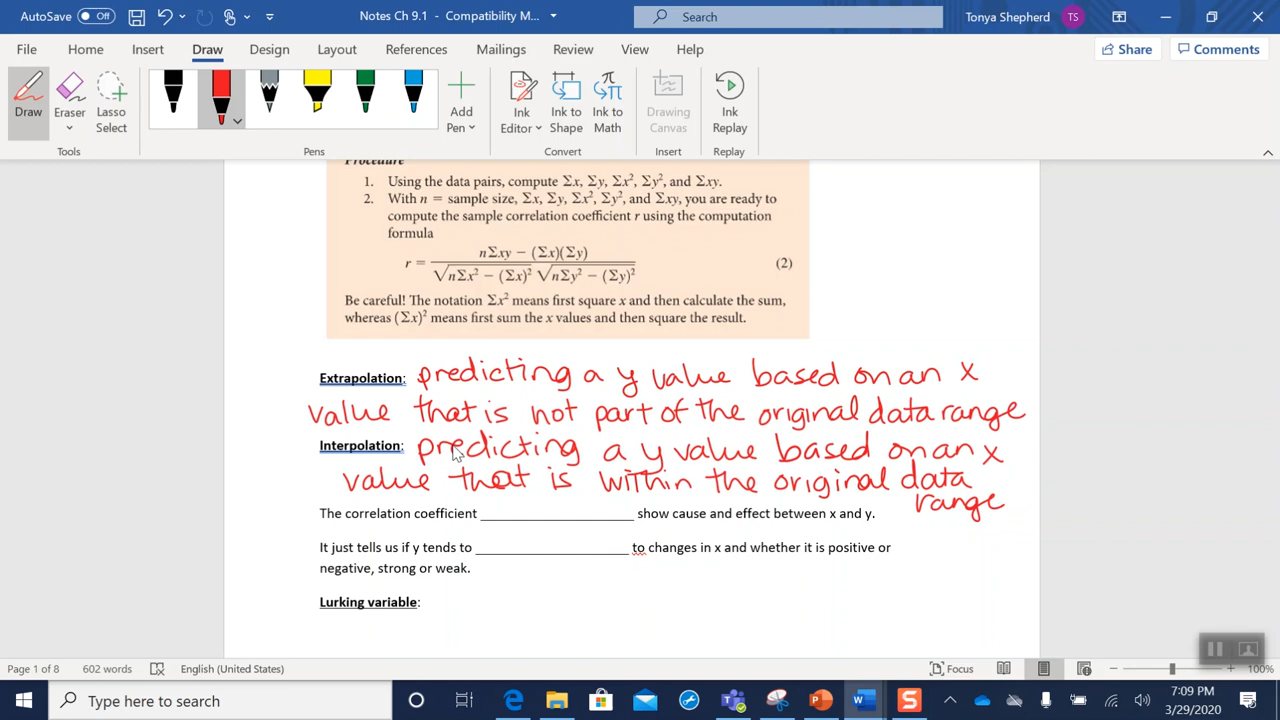 AutoSave Off
Notes Ch 9.1 - Compatibility M...
Search
Tonya Shepherd TS
File Home Insert Draw Design Layout References Mailings Review View Help
Share Comments
Draw Eraser Lasso Select
Add Pen
Ink Editor Ink to Shape Ink to Math
Drawing Canvas
Ink Replay
Tools Pens Convert Insert Replay
Procedure
1. Using the data pairs, compute Σx, Σy, Σx², Σy², and Σxy.
2. With n = sample size, Σx, Σy, Σx², Σy², and Σxy, you are ready to
compute the sample correlation coefficient r using the computation
formula
r = nΣxy − (Σx)(Σy) / √nΣx² − (Σx)² √nΣy² − (Σy)² (2)
Be careful! The notation Σx² means first square x and then calculate the sum,
whereas (Σx)² means first sum the x values and then square the result.
Extrapolation: predicting a y value based on an x
value that is not part of the original data range
Interpolation: predicting a y value based on an x
value that is within the original data
range
The correlation coefficient ____________________ show cause and effect between x and y.
It just tells us if y tends to ____________________ to changes in x and whether it is positive or
negative, strong or weak.
Lurking variable:
Page 1 of 8 602 words English (United States) Focus 100%
Type here to search
7:09 PM
3/29/2020